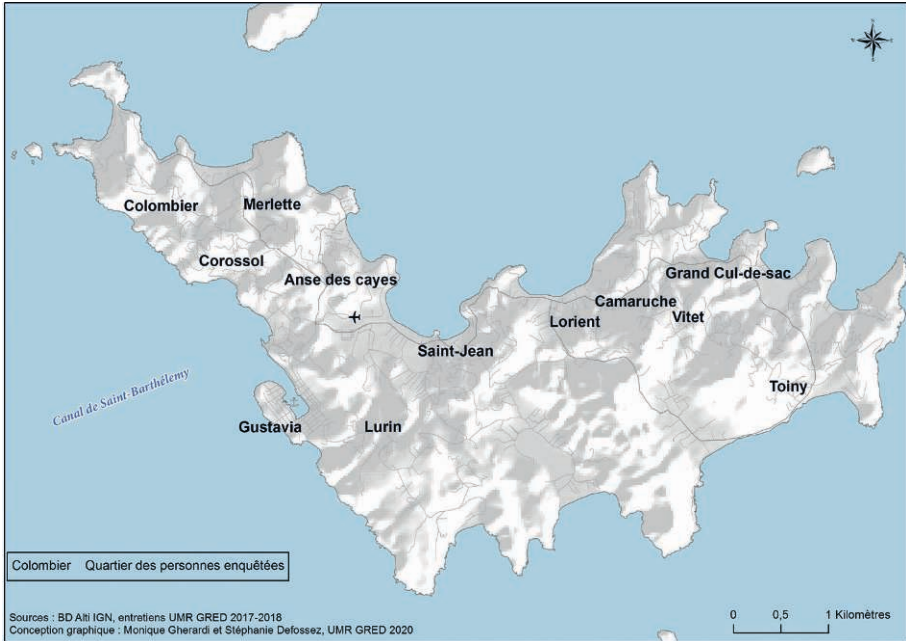 Colombier
Merlette
Corossol
Anse des cayes
Grand Cul-de-sac
Camaruche
Lorient
Vitet
Saint-Jean
Toiny
Canal de Saint-Barthélemy
Gustavia
Lurin
Colombier Quartier des personnes enquêtées
Sources : BD Alti IGN, entretiens UMR GRED 2017-2018
Conception graphique : Monique Gherardi et Stéphanie Defossez, UMR GRED 2020
0 0,5 1 Kilomètres